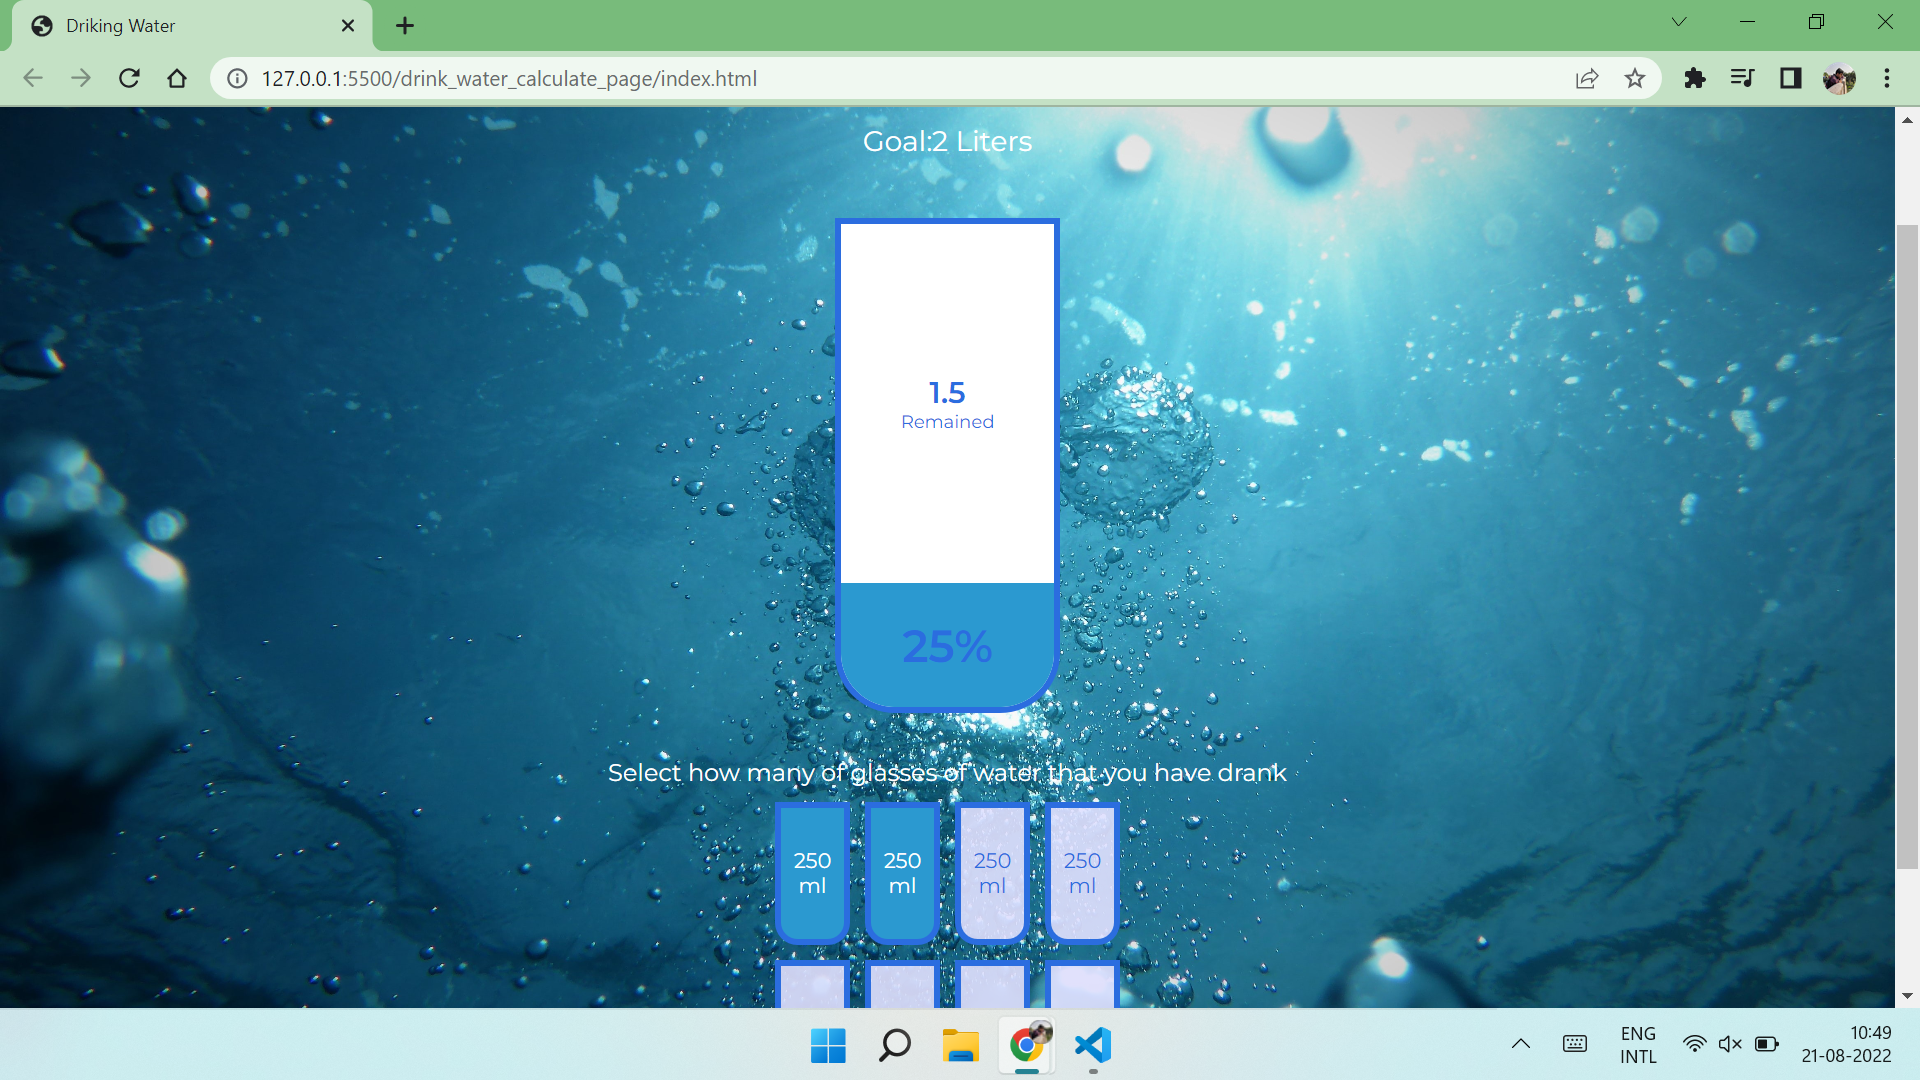 Driking Water
127.0.0.1:5500/drink_water_calculate_page/index.html
Goal:2 Liters
1.5
Remained
25%
Select how many of glasses of water that you have drank
250 250 250 250
ml ml ml ml
ENG
INTL
10:49
21-08-2022